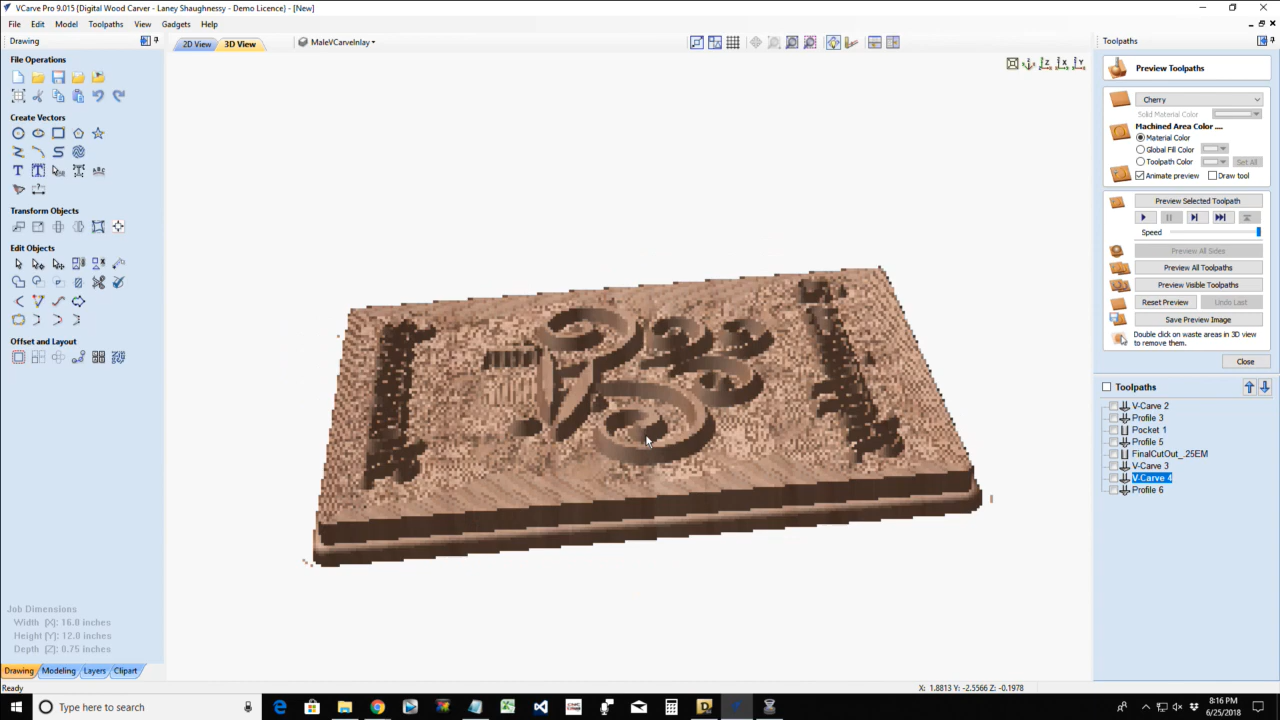 VCarve Pro 9.015 {Digital Wood Carver - Laney Shaughnessy - Demo Licence} - [New]
File Edit Model Toolpaths View Gadgets Help
Drawing
2D View 3D View MaleVCarveInlay
Toolpaths
File Operations
Create Vectors
Transform Objects
Edit Objects
Offset and Layout
Job Dimensions
Width (X): 16.0 inches
Height (Y): 12.0 inches
Depth (Z): 0.75 inches
Drawing Modeling Layers Clipart
Ready
Z X Y
Preview Toolpaths
Cherry
Solid Material Color
Machined Area Color ....
Material Color
Global Fill Color
Toolpath Color Set All
Animate preview Draw tool
Preview Selected Toolpath
Speed
Preview All Sides
Preview All Toolpaths
Preview Visible Toolpaths
Reset Preview Undo Last
Save Preview Image
Double click on waste areas in 3D view
to remove them.
Close
Toolpaths
V-Carve 2
Profile 3
Pocket 1
Profile 5
FinalCutOut_.25EM
V-Carve 3
V-Carve 4
Profile 6
X: 1.8813 Y: -2.5566 Z: -0.1978
Type here to search
8:16 PM
6/25/2018